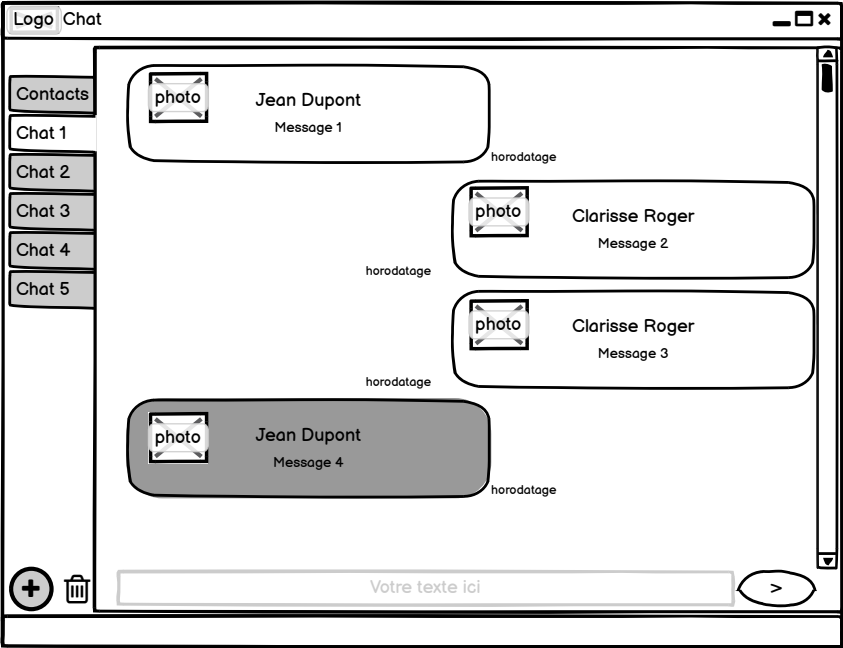 Logo Chat
Contacts
Chat 1
Chat 2
Chat 3
Chat 4
Chat 5
photo
Jean Dupont
Message 1
horodatage
photo
Clarisse Roger
Message 2
horodatage
photo
Clarisse Roger
Message 3
horodatage
photo
Jean Dupont
Message 4
horodatage
Votre texte ici
>